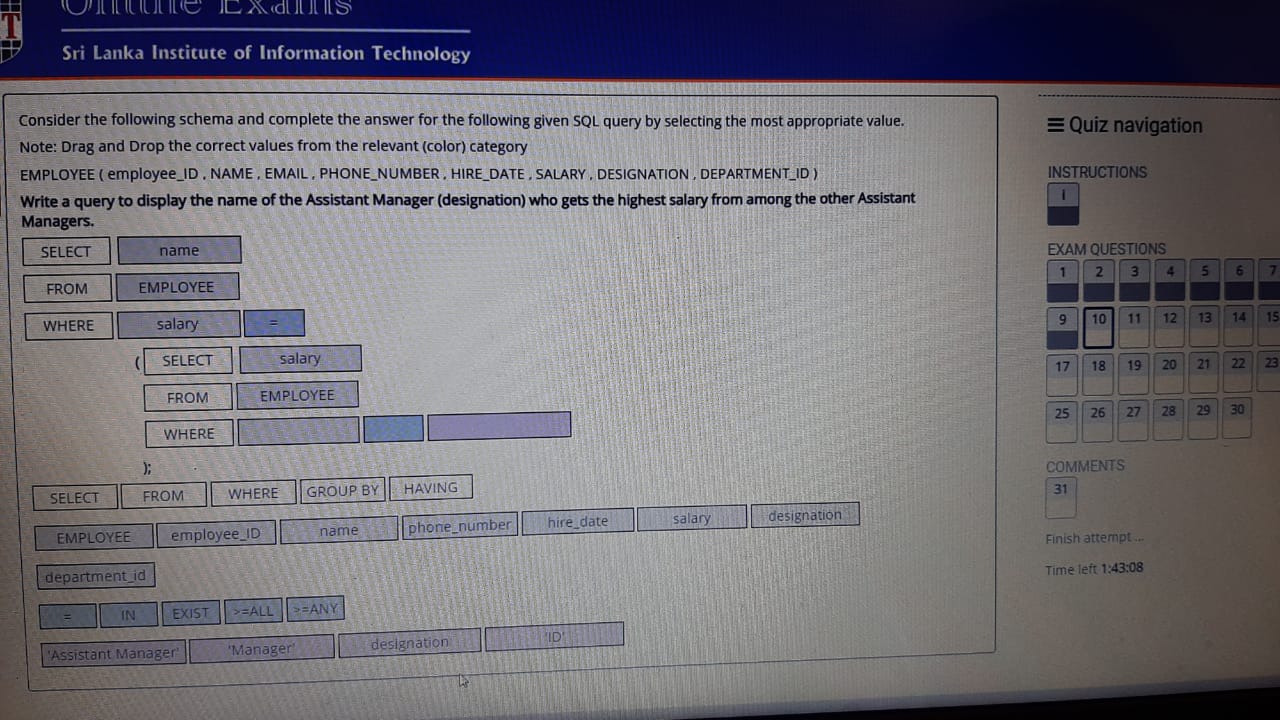 Online Exams
T
Sri Lanka Institute of Information Technology
Consider the following schema and complete the answer for the following given SQL query by selecting the most appropriate value.
Note: Drag and Drop the correct values from the relevant (color) category
EMPLOYEE ( employee_ID , NAME , EMAIL , PHONE_NUMBER , HIRE_DATE , SALARY , DESIGNATION , DEPARTMENT_ID )
Write a query to display the name of the Assistant Manager (designation) who gets the highest salary from among the other Assistant
Managers.
SELECT name
FROM EMPLOYEE
WHERE salary =
( SELECT salary
FROM EMPLOYEE
WHERE
);
SELECT FROM WHERE GROUP BY HAVING
EMPLOYEE employee_ID name phone_number hire_date salary designation
department_id
= IN EXIST >=ALL >=ANY
'Assistant Manager' 'Manager' designation 'ID'
Quiz navigation
INSTRUCTIONS
i
EXAM QUESTIONS
1 2 3 4 5 6 7
9 10 11 12 13 14 15
17 18 19 20 21 22 23
25 26 27 28 29 30
COMMENTS
31
Finish attempt ...
Time left 1:43:08